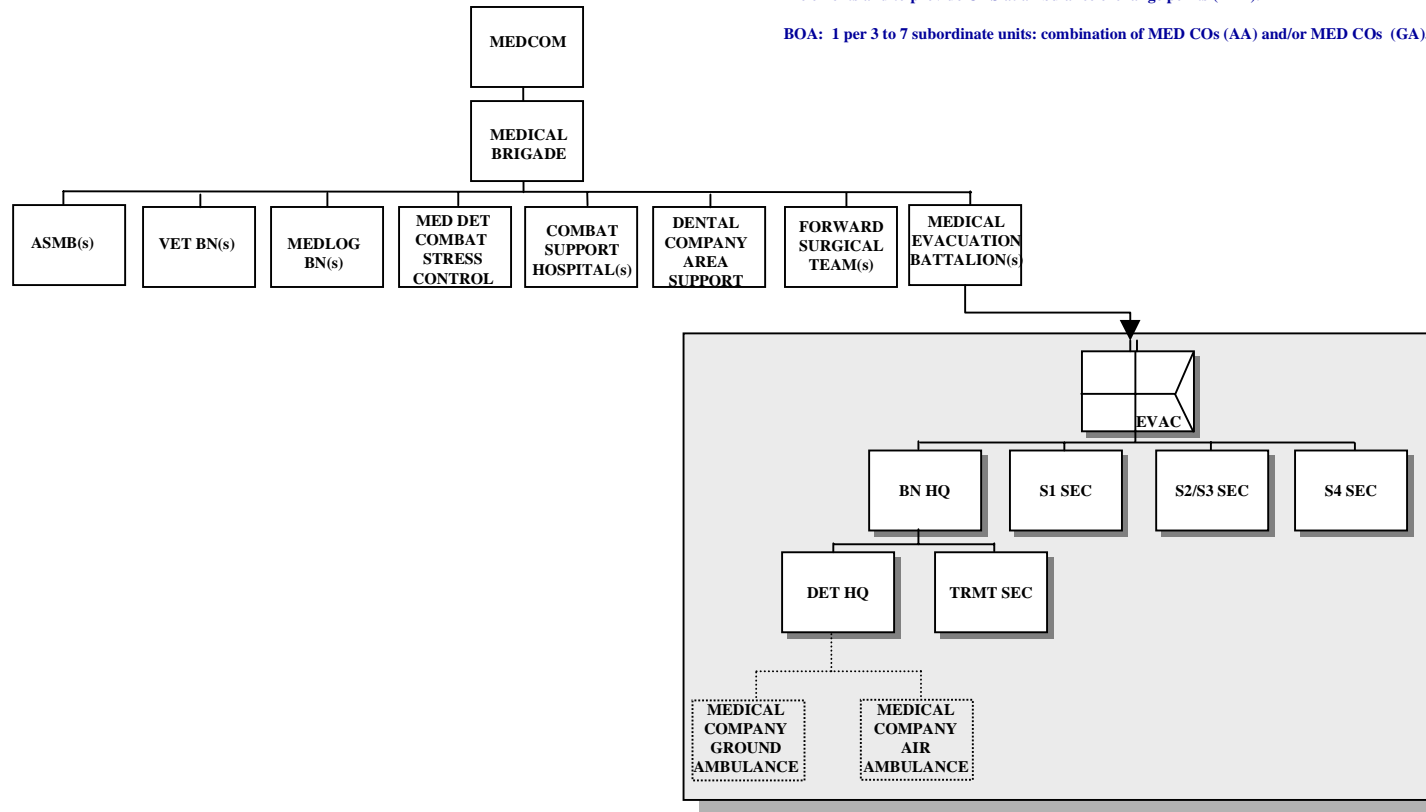 BOA: 1 per 3 to 7 subordinate units: combination of MED COs (AA) and/or MED COs (GA)
MEDCOM
MEDICAL
BRIGADE
ASMB(s)
VET BN(s)
MEDLOG
BN(s)
MED DET
COMBAT
STRESS
CONTROL
COMBAT
SUPPORT
HOSPITAL(s)
DENTAL
COMPANY
AREA
SUPPORT
FORWARD
SURGICAL
TEAM(s)
MEDICAL
EVACUATION
BATTALION(s)
EVAC
BN HQ
S1 SEC
S2/S3 SEC
S4 SEC
DET HQ
TRMT SEC
MEDICAL
COMPANY
GROUND
AMBULANCE
MEDICAL
COMPANY
AIR
AMBULANCE